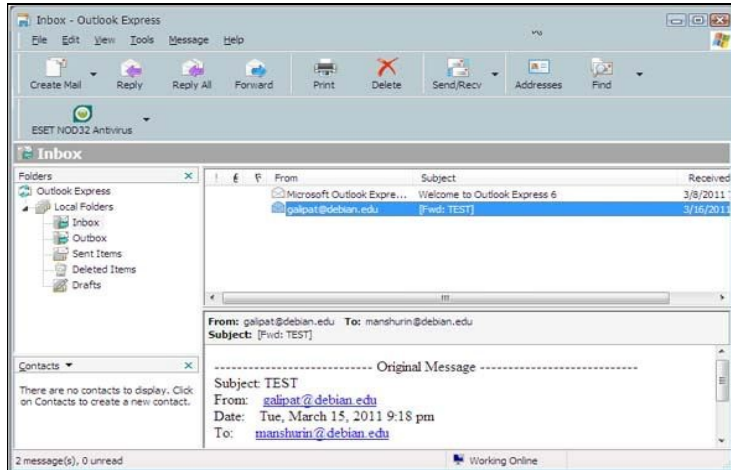 Inbox - Outlook Express
File Edit View Tools Message Help
Create Mail Reply Reply All Forward Print Delete Send/Recv Addresses Find
ESET NOD32 Antivirus
Inbox
Folders
Outlook Express
Local Folders
Inbox
Outbox
Sent Items
Deleted Items
Drafts
! From Subject Received
Microsoft Outlook Expre... Welcome to Outlook Express 6 3/8/2011
galipat@debian.edu [Fwd: TEST] 3/16/2011
From: galipat@debian.edu To: manshurin@debian.edu
Subject: [Fwd: TEST]
Contacts
There are no contacts to display. Click
on Contacts to create a new contact.
---------------------------- Original Message ----------------------------
Subject: TEST
From: galipat@debian.edu
Date: Tue, March 15, 2011 9:18 pm
To: manshurin@debian.edu
2 message(s), 0 unread
Working Online